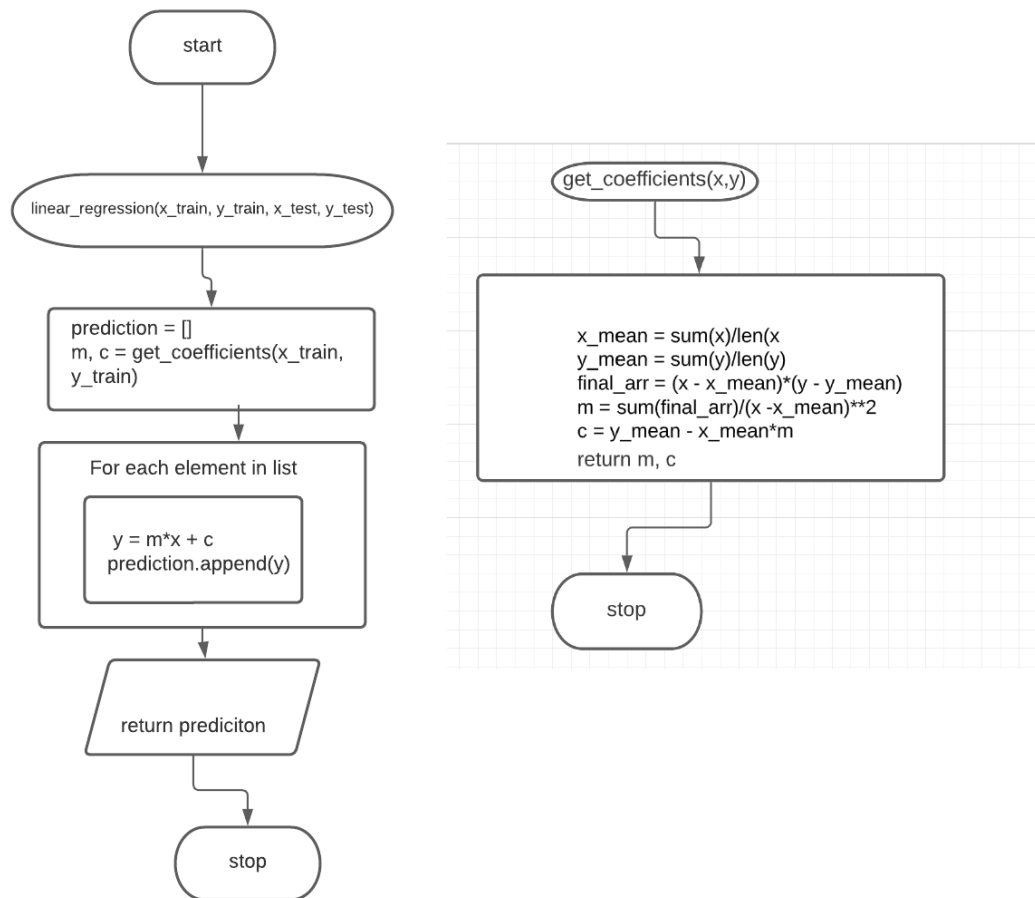 start
linear_regression(x_train, y_train, x_test, y_test)
prediction = []
m, c = get_coefficients(x_train,
y_train)
For each element in list
y = m*x + c
prediction.append(y)
return prediciton
stop
get_coefficients(x,y)
x_mean = sum(x)/len(x
y_mean = sum(y)/len(y)
final_arr = (x - x_mean)*(y - y_mean)
m = sum(final_arr)/(x -x_mean)**2
c = y_mean - x_mean*m
return m, c
stop